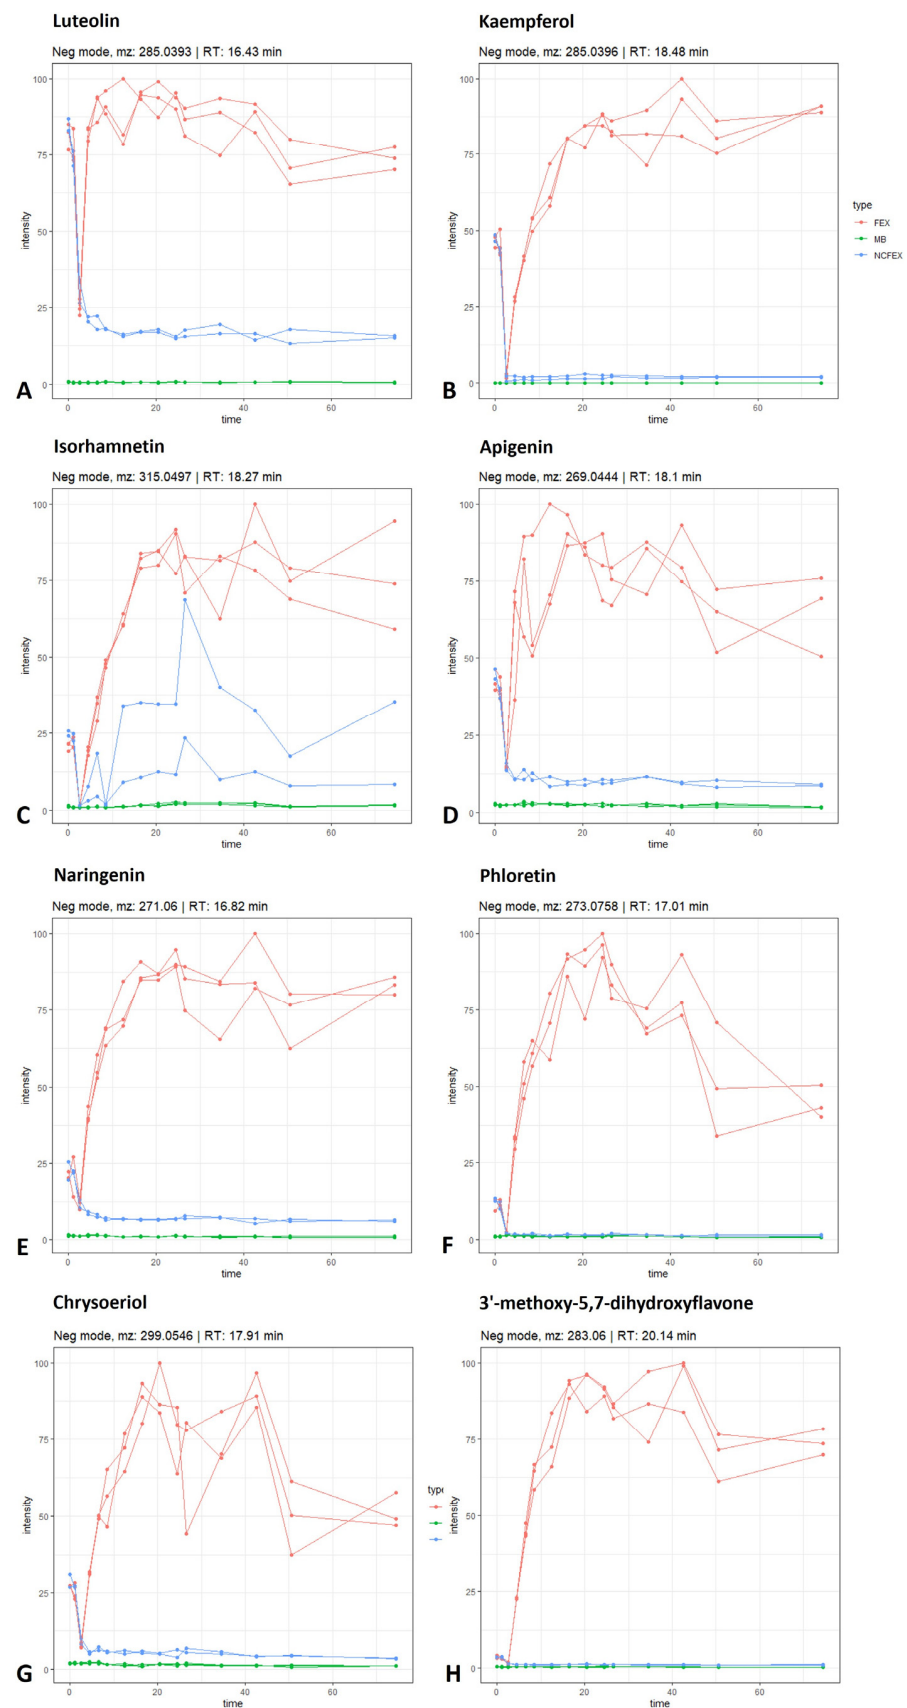 Luteolin
Neg mode, mz: 285.0393 | RT: 16.43 min
100
75
50
25
0
intensity
0 20 40 60
time
A
Kaempferol
Neg mode, mz: 285.0396 | RT: 18.48 min
100
75
50
25
0
intensity
0 20 40 60
time
B
type
FEX
MB
NCFEX
Isorhamnetin
Neg mode, mz: 315.0497 | RT: 18.27 min
100
75
50
25
0
intensity
0 20 40 60
time
C
Apigenin
Neg mode, mz: 269.0444 | RT: 18.1 min
100
75
50
25
0
intensity
0 20 40 60
time
D
Naringenin
Neg mode, mz: 271.06 | RT: 16.82 min
100
75
50
25
0
intensity
0 20 40 60
time
E
Phloretin
Neg mode, mz: 273.0758 | RT: 17.01 min
100
75
50
25
0
intensity
0 20 40 60
time
F
Chrysoeriol
Neg mode, mz: 299.0546 | RT: 17.91 min
100
75
50
25
0
intensity
0 20 40 60
time
G
typ
3'-methoxy-5,7-dihydroxyflavone
Neg mode, mz: 283.06 | RT: 20.14 min
100
75
50
25
0
intensity
0 20 40 60
time
H